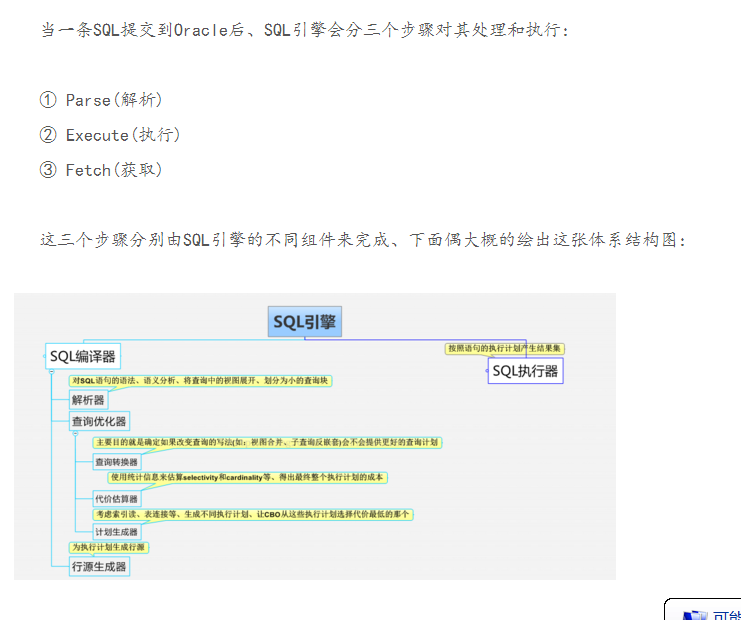 当一条SQL提交到Oracle后、SQL引擎会分三个步骤对其处理和执行：
① Parse(解析)
② Execute(执行)
③ Fetch(获取)
这三个步骤分别由SQL引擎的不同组件来完成、下面偶大概的绘出这张体系结构图：
SQL引擎
SQL编译器
按照语句的执行计划产生结果集
SQL执行器
对SQL语句的语法、语义分析、将查询中的视图展开、划分为小的查询块
解析器
查询优化器
主要目的就是确定如果改变查询的写法(如：视图合并、子查询反嵌套)会不会提供更好的查询计划
查询转换器
使用统计信息来估算selectivity和cardinality等、得出最终整个执行计划的成本
代价估算器
考虑索引读、表连接等、生成不同执行计划、让CBO从这些执行计划选择代价最低的那个
计划生成器
为执行计划生成行源
行源生成器
可能